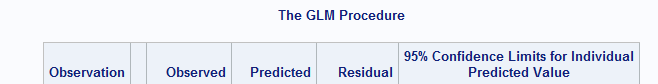 The GLM Procedure
Observation Observed Predicted Residual 95% Confidence Limits for Individual
Predicted Value